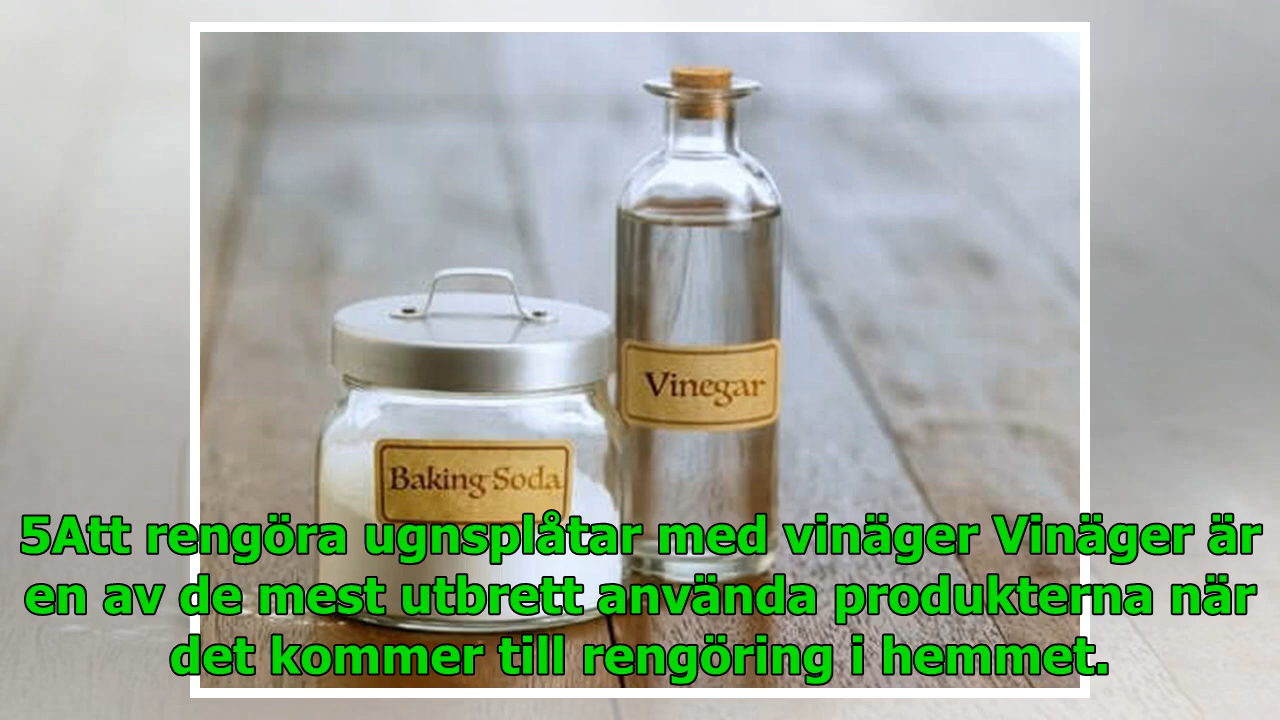 Vinegar
Baking Soda
5Att rengöra ugnsplåtar med vinäger Vinäger är
en av de mest utbrett använda produkterna när
det kommer till rengöring i hemmet.